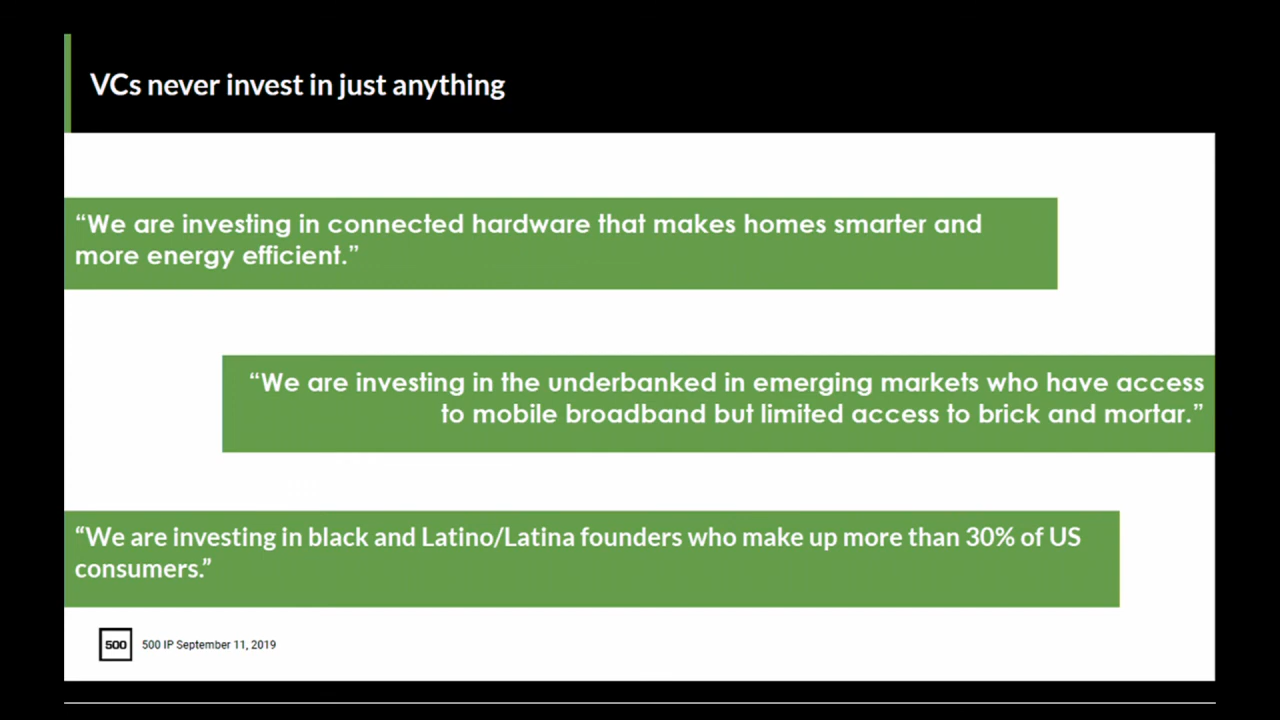 VCs never invest in just anything
“We are investing in connected hardware that makes homes smarter and
more energy efficient.”
“We are investing in the underbanked in emerging markets who have access
to mobile broadband but limited access to brick and mortar.”
“We are investing in black and Latino/Latina founders who make up more than 30% of US
consumers.”
500
500 IP September 11, 2019